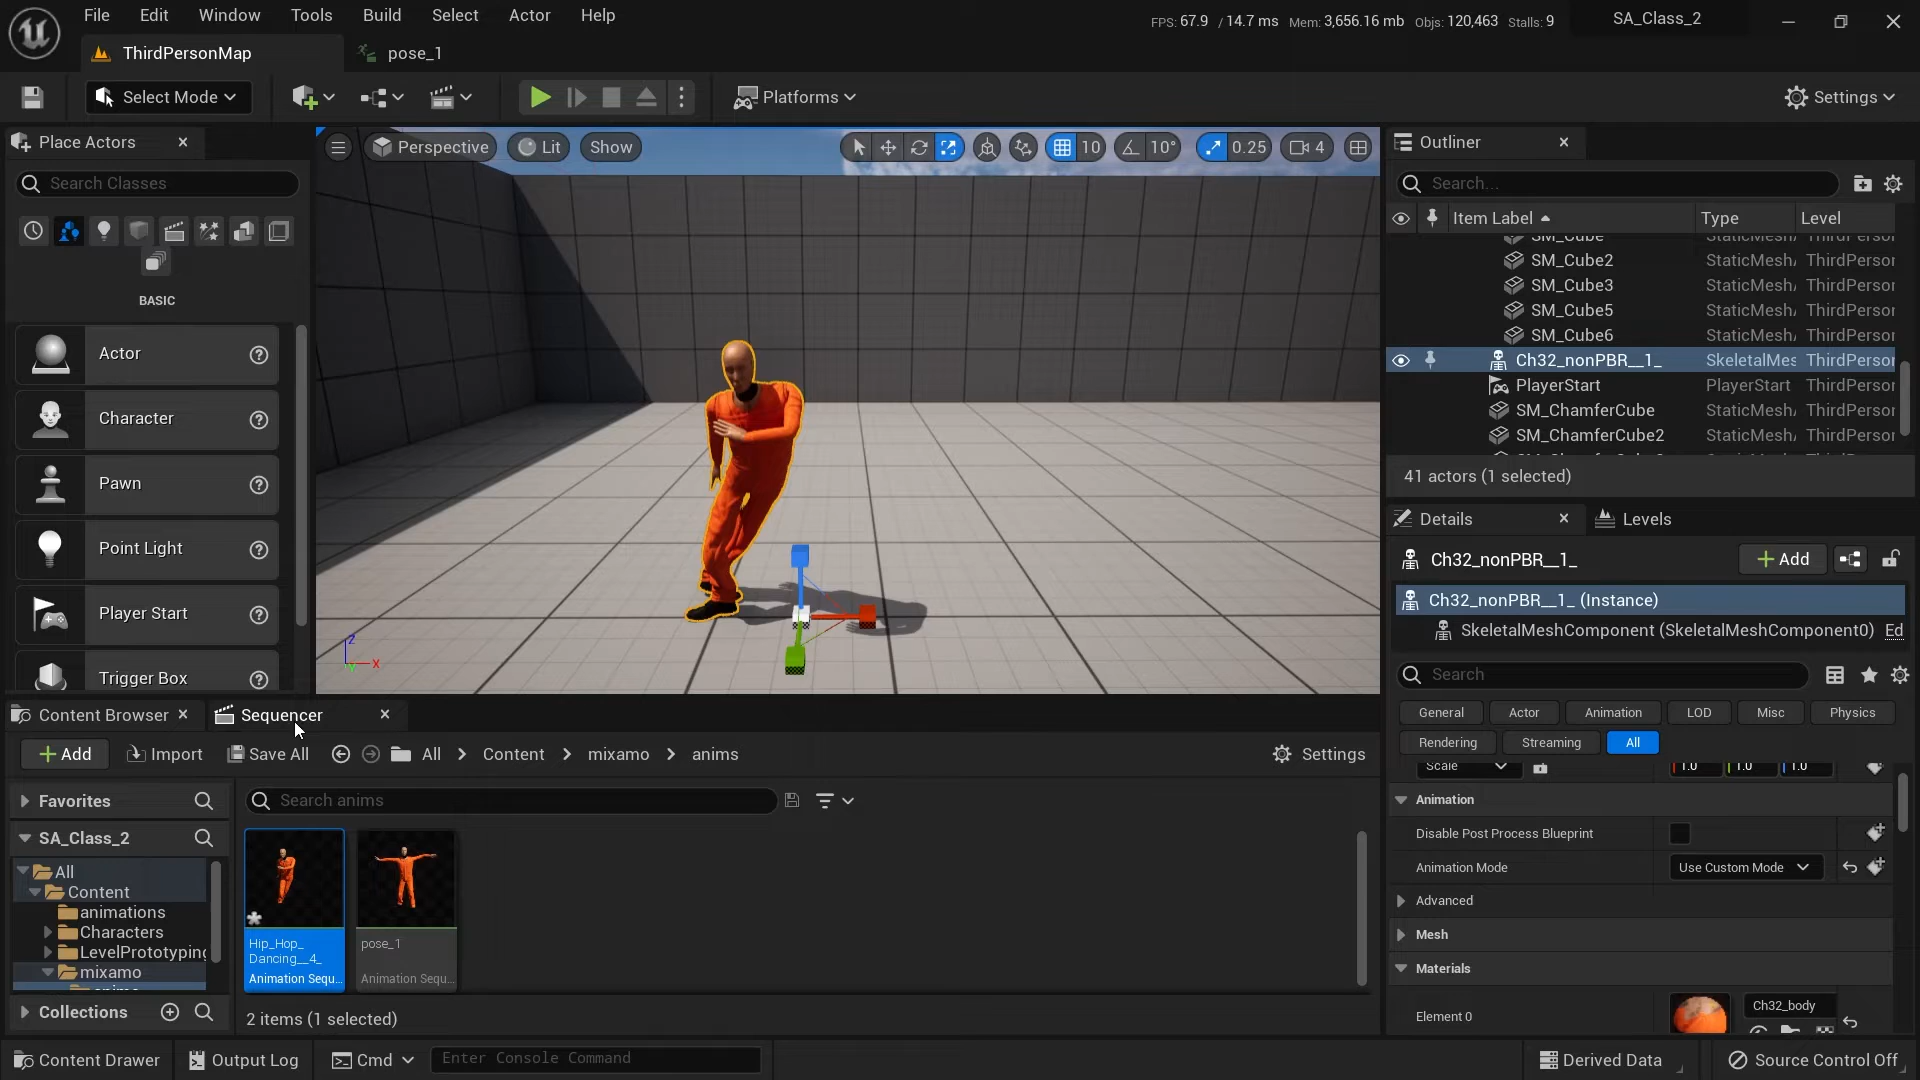 File Edit Window Tools Build Select Actor Help
FPS: 67.9 / 14.7 ms Mem: 3,656.16 mb Objs: 120,463 Stalls: 9
SA_Class_2
ThirdPersonMap
pose_1
Select Mode
Platforms
Settings
Place Actors
Search Classes
BASIC
Actor
Character
Pawn
Point Light
Player Start
Trigger Box
Perspective
Lit
Show
10
10°
0.25
4
Z
X
Outliner
Search...
Item Label Type Level
SM_Cube StaticMesh ThirdPerson
SM_Cube2 StaticMesh ThirdPerson
SM_Cube3 StaticMesh ThirdPerson
SM_Cube5 StaticMesh ThirdPerson
SM_Cube6 StaticMesh ThirdPerson
Ch32_nonPBR__1_ SkeletalMes ThirdPerson
PlayerStart PlayerStart ThirdPerson
SM_ChamferCube StaticMesh ThirdPerson
SM_ChamferCube2 StaticMesh ThirdPerson
41 actors (1 selected)
Details
Levels
Ch32_nonPBR__1_
Add
Ch32_nonPBR__1_ (Instance)
SkeletalMeshComponent (SkeletalMeshComponent0) Ed
Search
General Actor Animation LOD Misc Physics
Rendering Streaming All
Scale 1.0 1.0 1.0
Animation
Disable Post Process Blueprint
Animation Mode Use Custom Mode
Advanced
Mesh
Materials
Element 0 Ch32_body
Content Browser
Sequencer
Add
Import
Save All
All Content mixamo anims
Settings
Favorites
SA_Class_2
All
Content
animations
Characters
LevelPrototyping
mixamo
Collections
Search anims
Hip_Hop_
Dancing__4_
Animation Sequ...
pose_1
Animation Sequ...
2 items (1 selected)
Content Drawer
Output Log
Cmd
Enter Console Command
Derived Data
Source Control Off